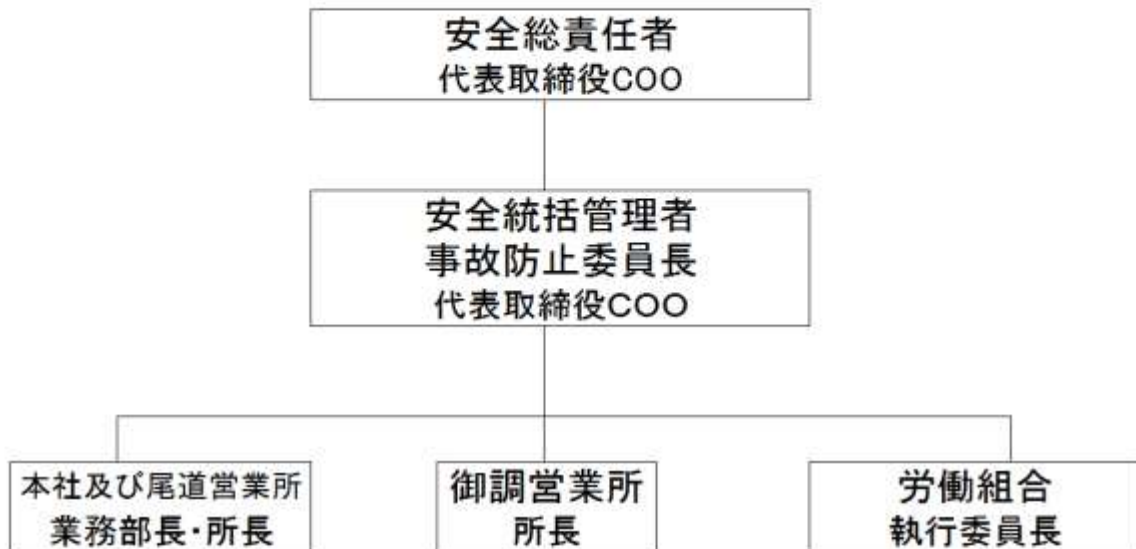 安全総責任者
代表取締役COO
安全統括管理者
事故防止委員長
代表取締役COO
本社及び尾道営業所
業務部長・所長
御調営業所
所長
労働組合
執行委員長